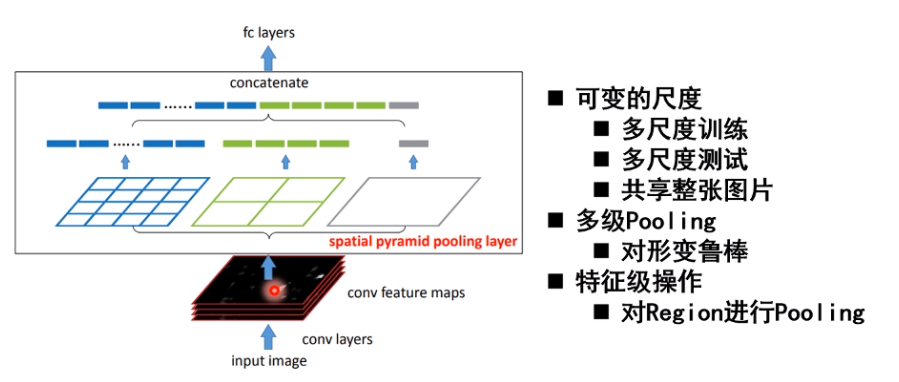 fc layers
concatenate
......
......
spatial pyramid pooling layer
conv feature maps
conv layers
input image
■ 可变的尺度
■ 多尺度训练
■ 多尺度测试
■ 共享整张图片
■ 多级Pooling
■ 对形变鲁棒
■ 特征级操作
■ 对Region进行Pooling